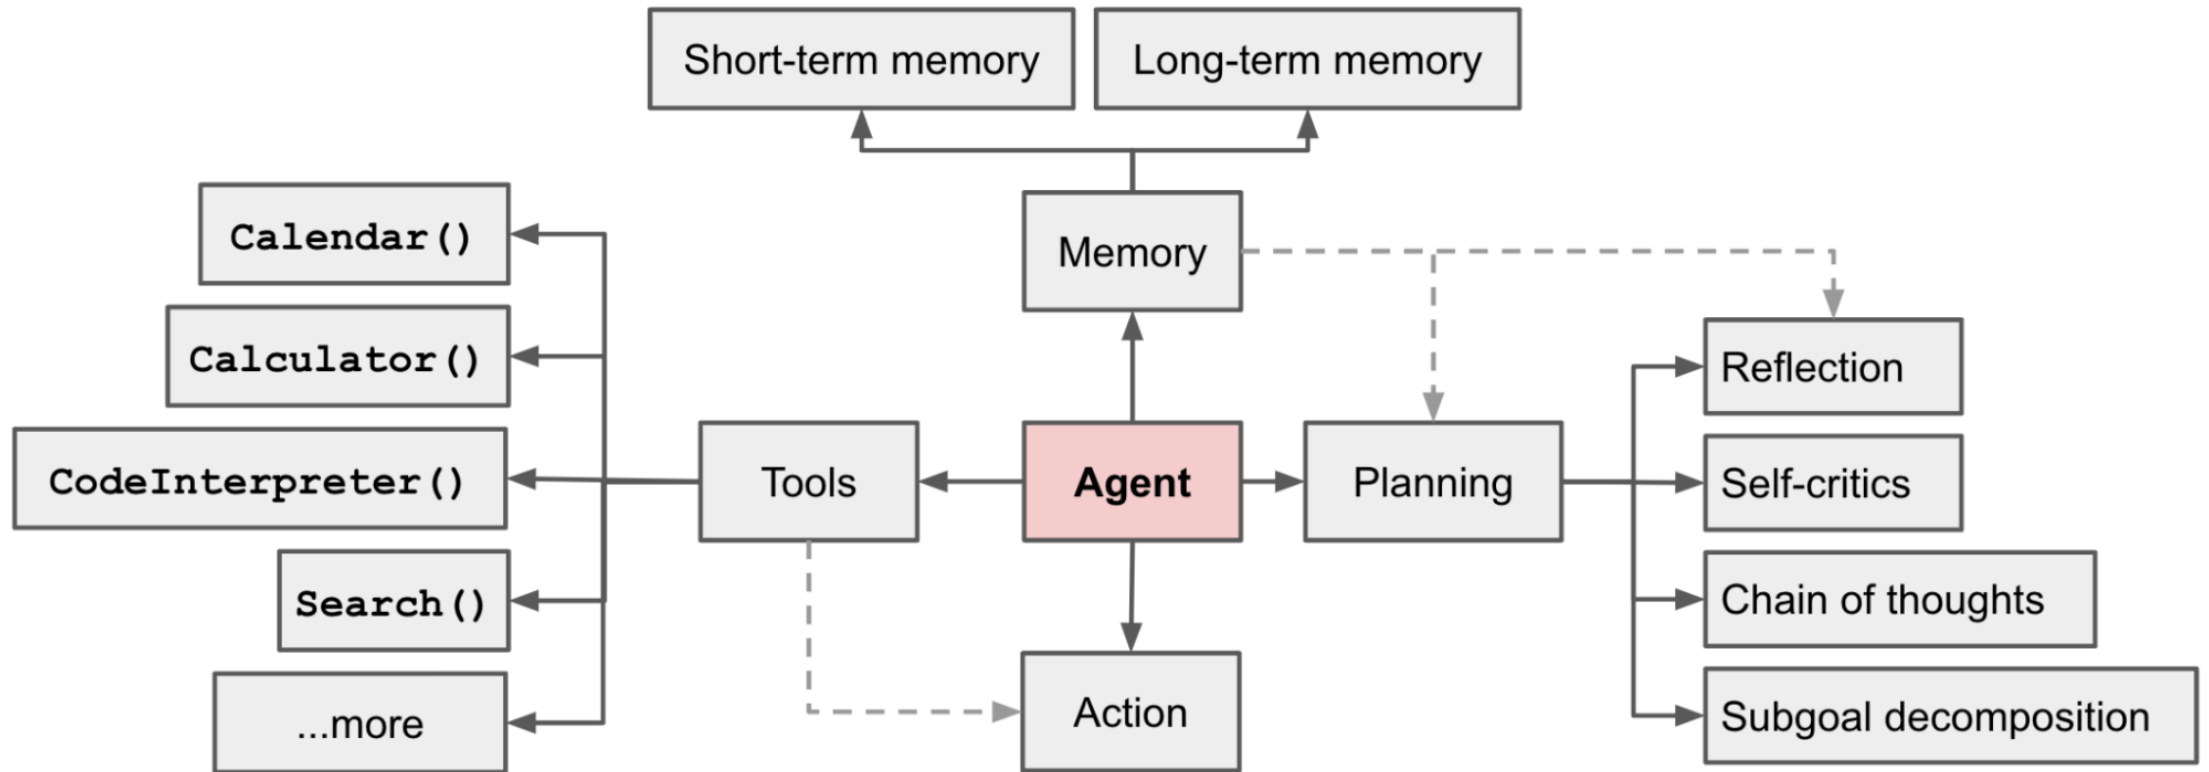 Short-term memory
Long-term memory
Calendar()
Memory
Calculator()
Reflection
CodeInterpreter()
Tools
Agent
Planning
Self-critics
Search()
Chain of thoughts
...more
Action
Subgoal decomposition